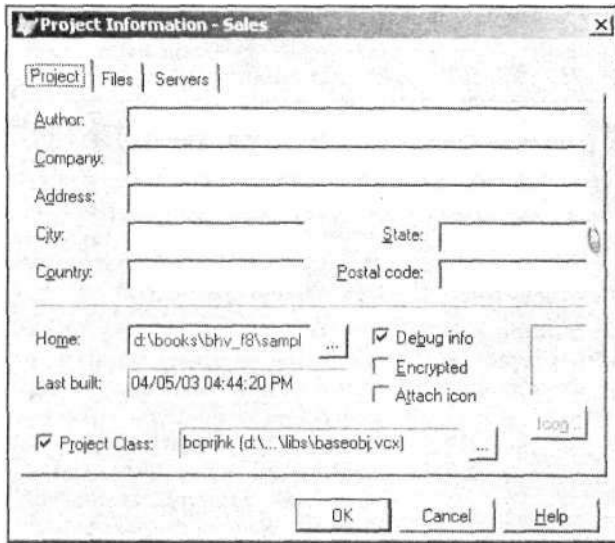 Project Information - Sales
Project Files Servers
Author:
Company:
Address:
City: State:
Country: Postal code:
Home: d:\books\bhv_f8\sampl ... Debug info
Encrypted
Last built: 04/05/03 04:44:20 PM
Attach icon
Icon
Project Class: bcprjhk (d:\...\libs\baseobj.vcx) ...
OK Cancel Help